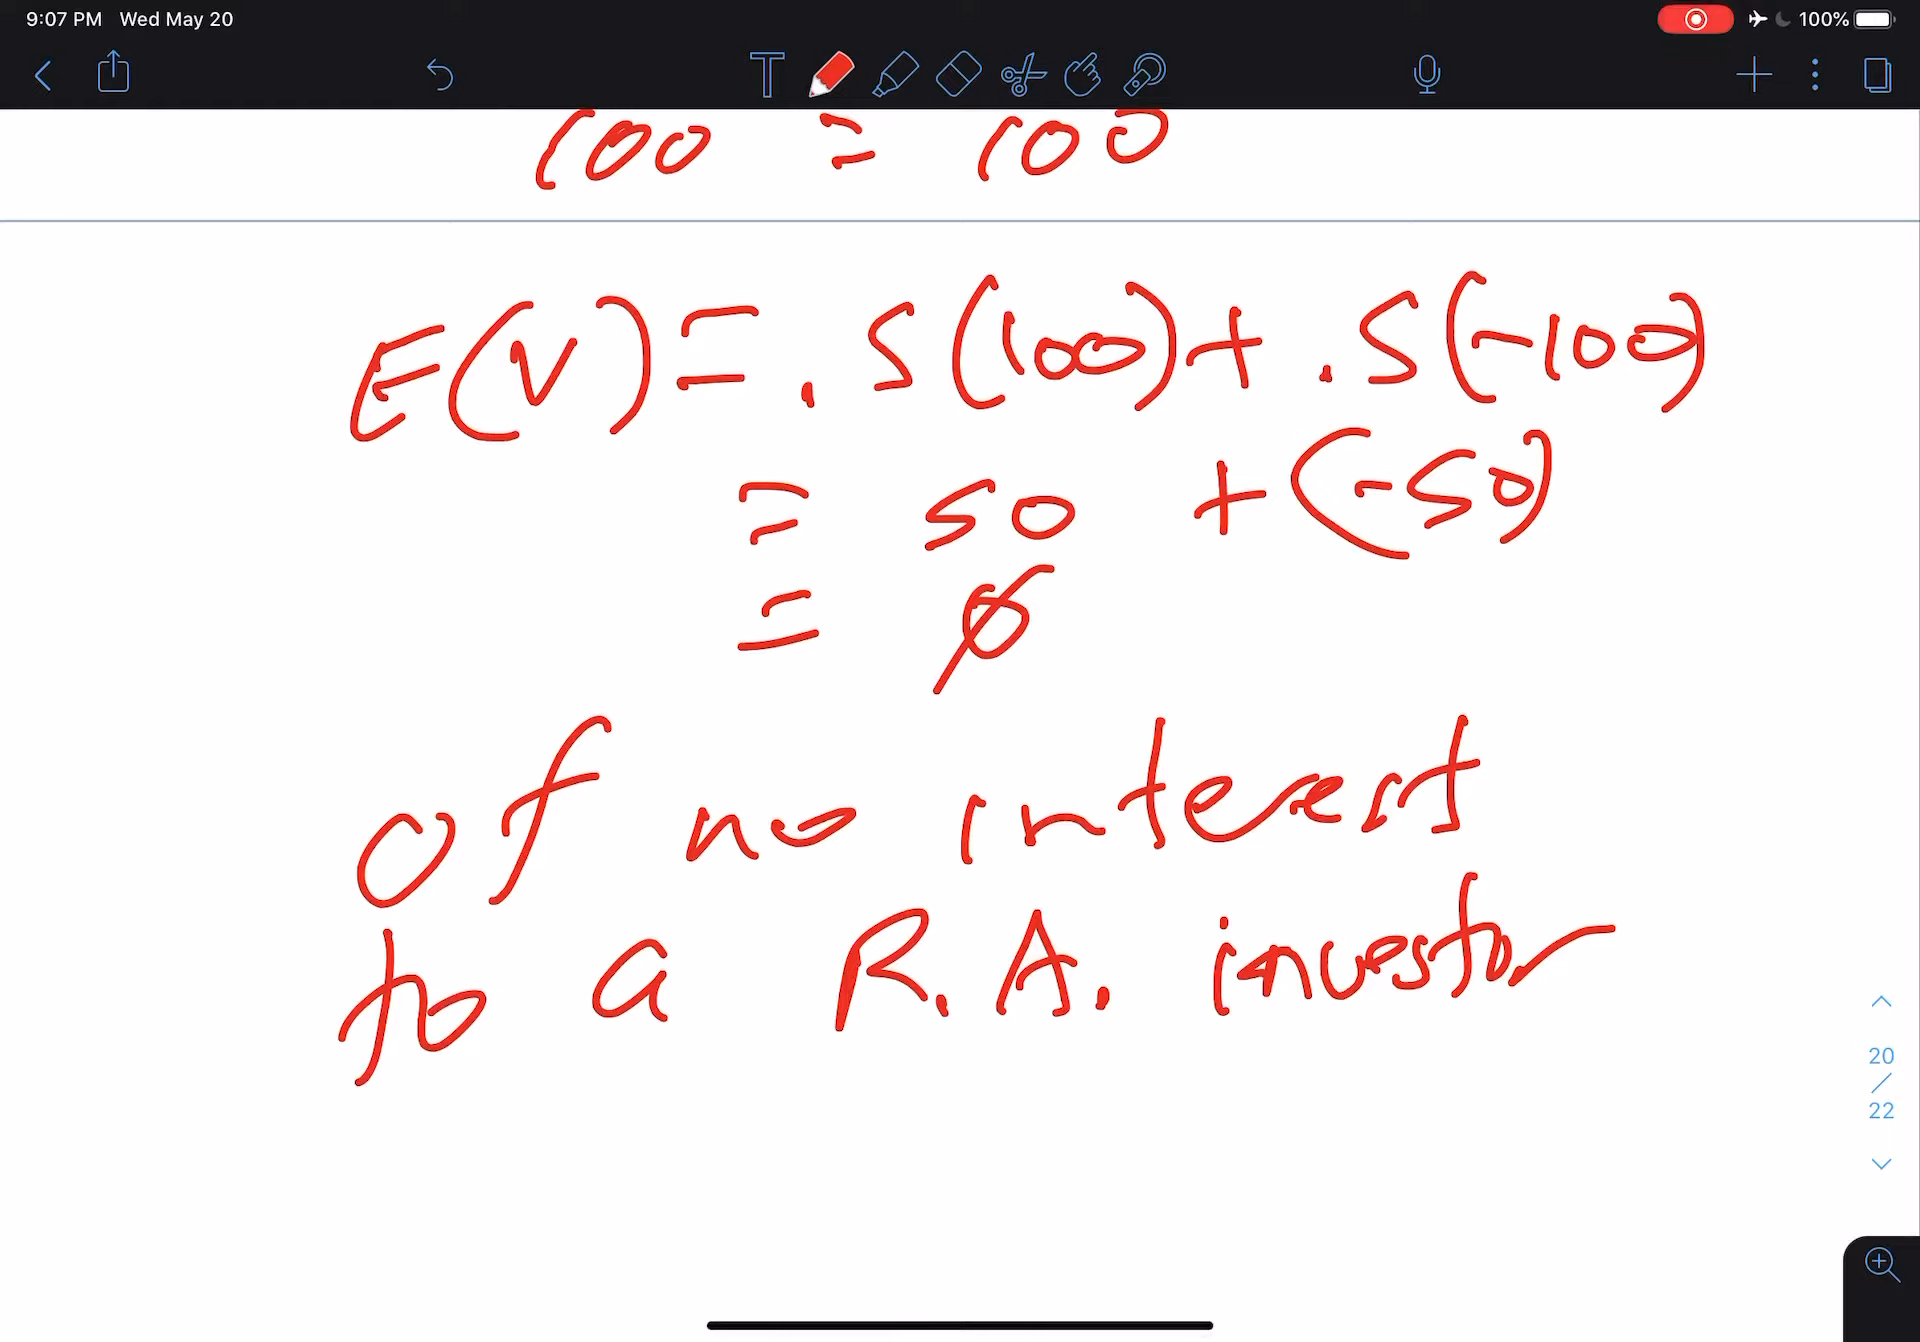 9:07 PM Wed May 20 100%
100 = 100
E(V) = .5(100) + .5(-100)
= 50 + (-50)
= 0
of no interest
to a R.A. investor
20
/
22